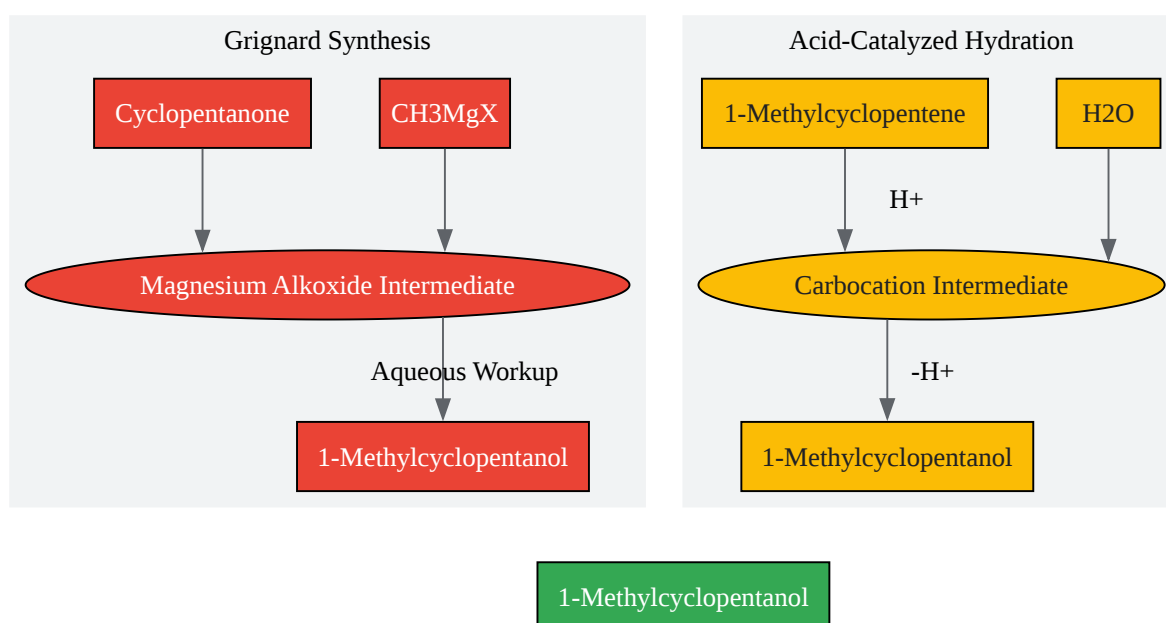 Grignard Synthesis
Cyclopentanone
CH3MgX
Magnesium Alkoxide Intermediate
Aqueous Workup
1-Methylcyclopentanol
Acid-Catalyzed Hydration
1-Methylcyclopentene
H2O
H+
Carbocation Intermediate
-H+
1-Methylcyclopentanol
1-Methylcyclopentanol